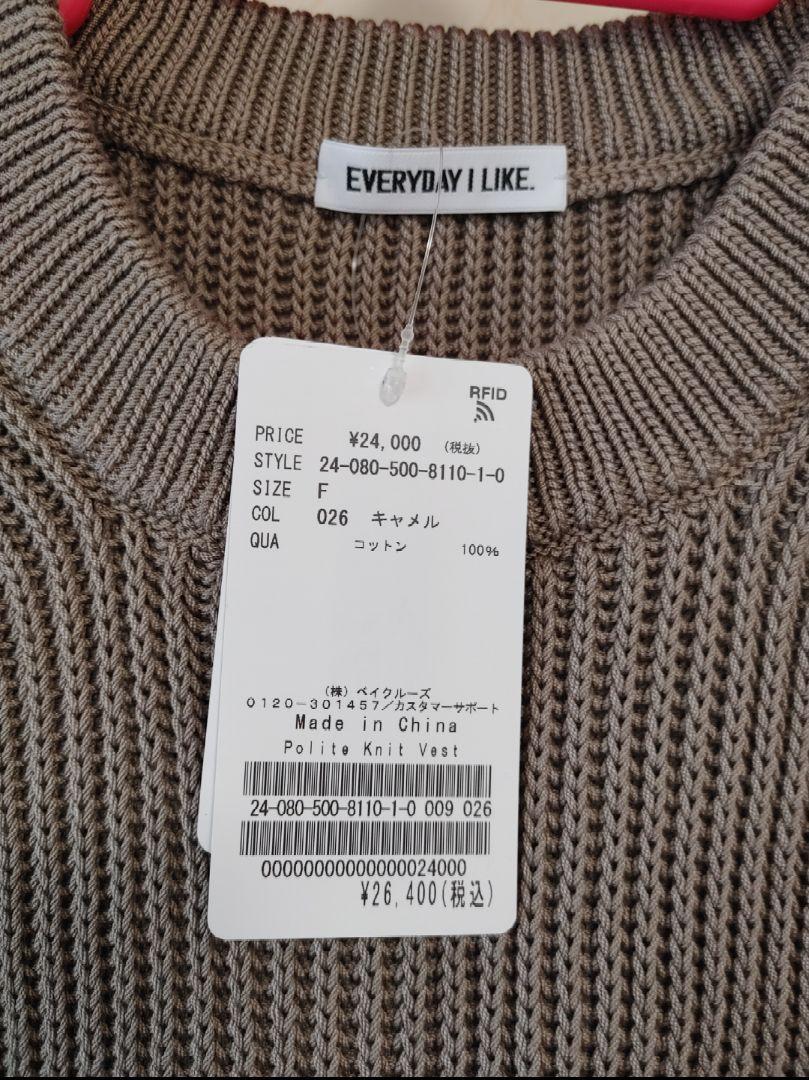 EVERYDAY I LIKE.
RFID
PRICE ¥24,000 (税抜)
STYLE 24-080-500-8110-1-0
SIZE F
COL 026 キャメル
QUA コットン 100%
(株)ベイクルーズ
0120-301457/カスタマーサポート
Made in China
Polite Knit Vest
24-080-500-8110-1-0 009 026
00000000000000024000
¥26,400(税込)